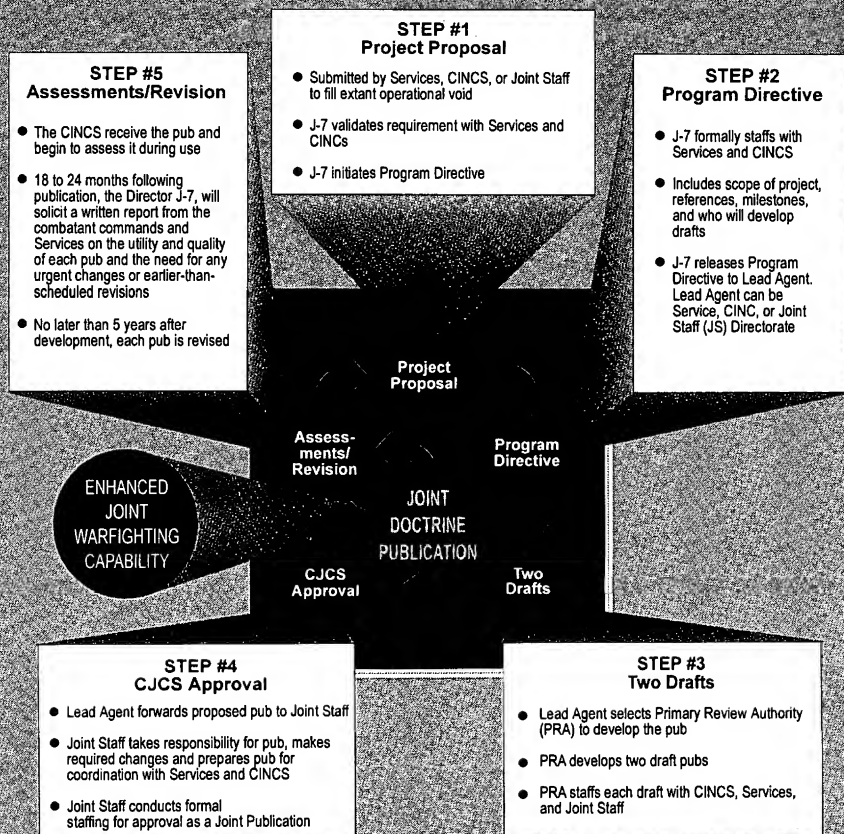 STEP #1
Project Proposal
● Submitted by Services, CINCS, or Joint Staff
to fill extant operational void
● J-7 validates requirement with Services and
CINCs
● J-7 initiates Program Directive
STEP #5
Assessments/Revision
● The CINCS receive the pub and
begin to assess it during use
● 18 to 24 months following
publication, the Director J-7, will
solicit a written report from the
combatant commands and
Services on the utility and quality
of each pub and the need for any
urgent changes or earlier-than-
scheduled revisions
● No later than 5 years after
development, each pub is revised
STEP #2
Program Directive
● J-7 formally staffs with
Services and CINCS
● Includes scope of project,
references, milestones,
and who will develop
drafts
● J-7 releases Program
Directive to Lead Agent.
Lead Agent can be
Service, CINC, or Joint
Staff (JS) Directorate
Project
Proposal
Assess-
ments/
Revision
Program
Directive
ENHANCED
JOINT
WARFIGHTING
CAPABILITY
JOINT
DOCTRINE
PUBLICATION
CJCS
Approval
Two
Drafts
STEP #4
CJCS Approval
● Lead Agent forwards proposed pub to Joint Staff
● Joint Staff takes responsibility for pub, makes
required changes and prepares pub for
coordination with Services and CINCS
● Joint Staff conducts formal
staffing for approval as a Joint Publication
STEP #3
Two Drafts
● Lead Agent selects Primary Review Authority
(PRA) to develop the pub
● PRA develops two draft pubs
● PRA staffs each draft with CINCS, Services,
and Joint Staff